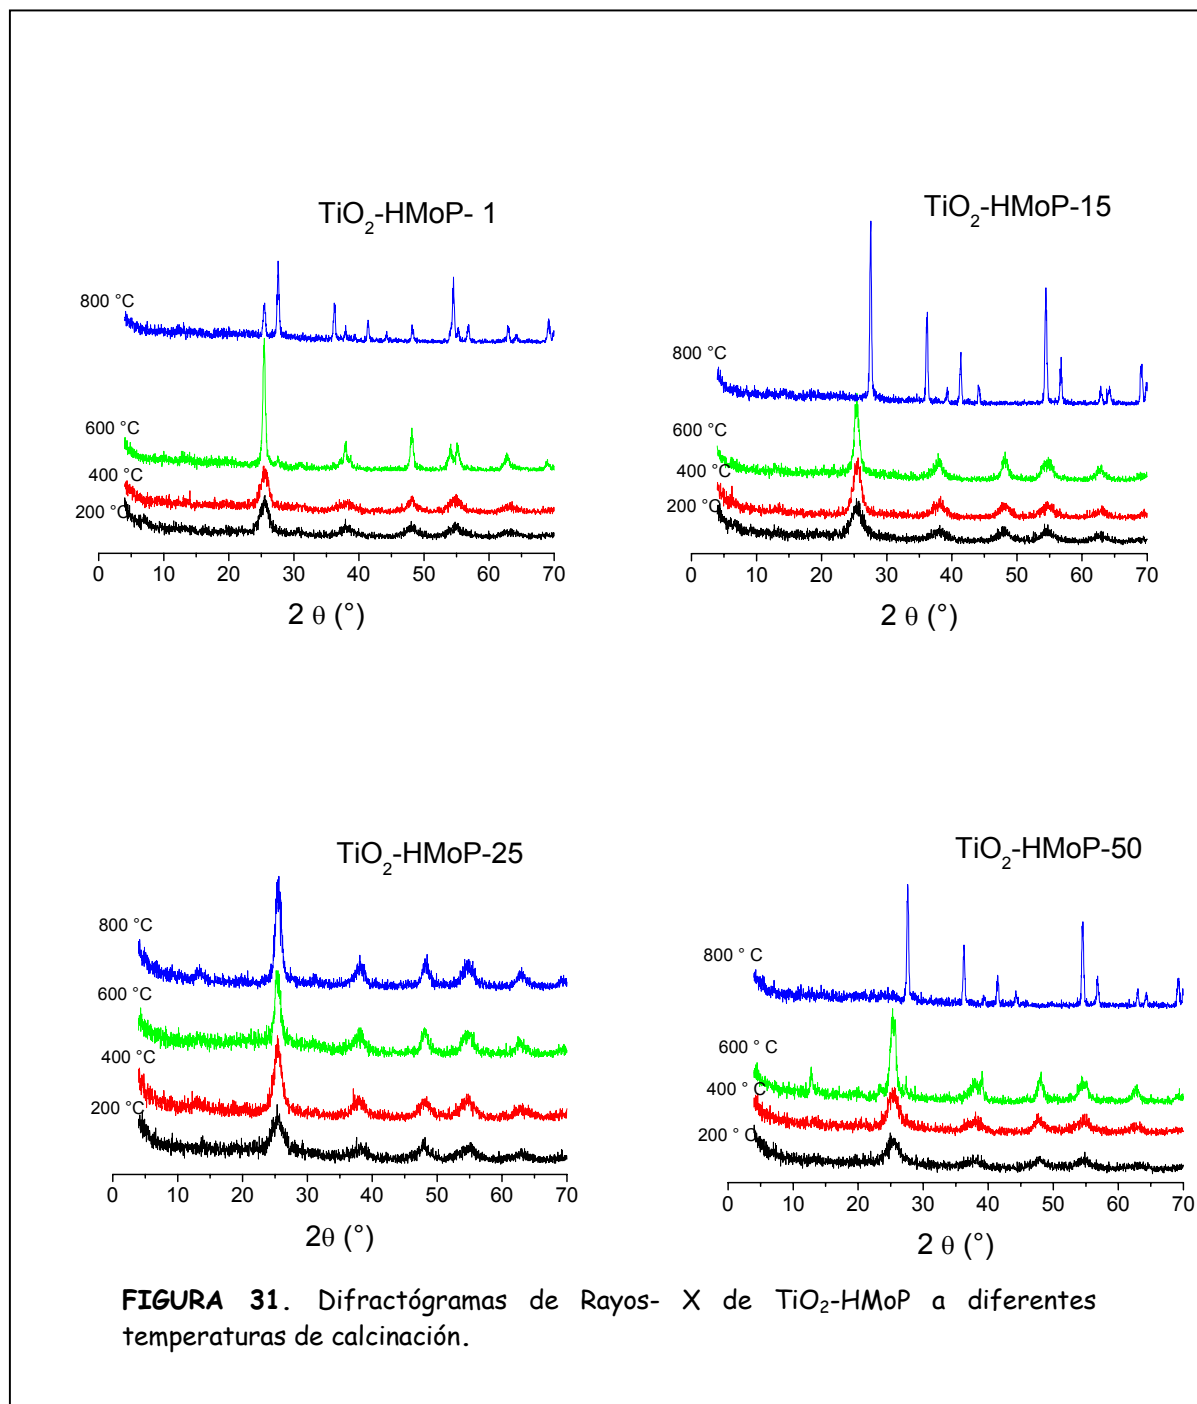 TiO2-HMoP- 1
800 °C
600 °C
400 °C
200 °C
0 10 20 30 40 50 60 70
2 θ (°)
TiO2-HMoP-15
800 °C
600 °C
400 °C
200 °C
0 10 20 30 40 50 60 70
2 θ (°)
TiO2-HMoP-25
800 °C
600 °C
400 °C
200 °C
0 10 20 30 40 50 60 70
2θ (°)
TiO2-HMoP-50
800 ° C
600 ° C
400 ° C
200 ° C
0 10 20 30 40 50 60 70
2 θ (°)
FIGURA 31. Difractógramas de Rayos- X de TiO2-HMoP a diferentes
temperaturas de calcinación.